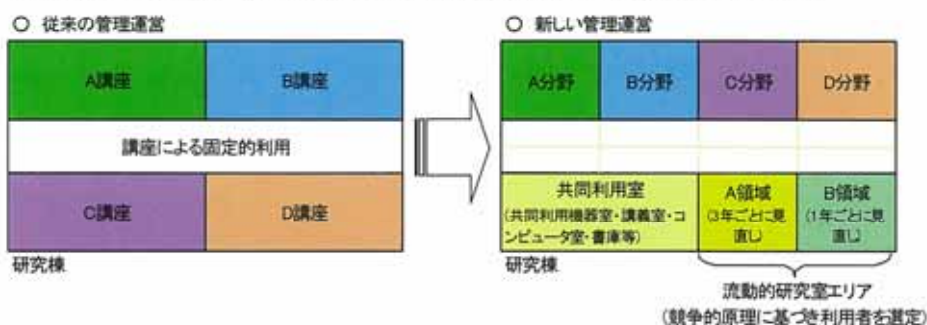 ○ 従来の管理運営
A講座
B講座
講座による固定的利用
C講座
D講座
研究棟
○ 新しい管理運営
A分野
B分野
C分野
D分野
共同利用室
(共同利用機器室・講義室・コ
ンピュータ室・書庫等)
A領域
(3年ごとに見
直し)
B領域
(1年ごとに見
直し)
研究棟
流動的研究室エリア
(競争的原理に基づき利用者を選定)